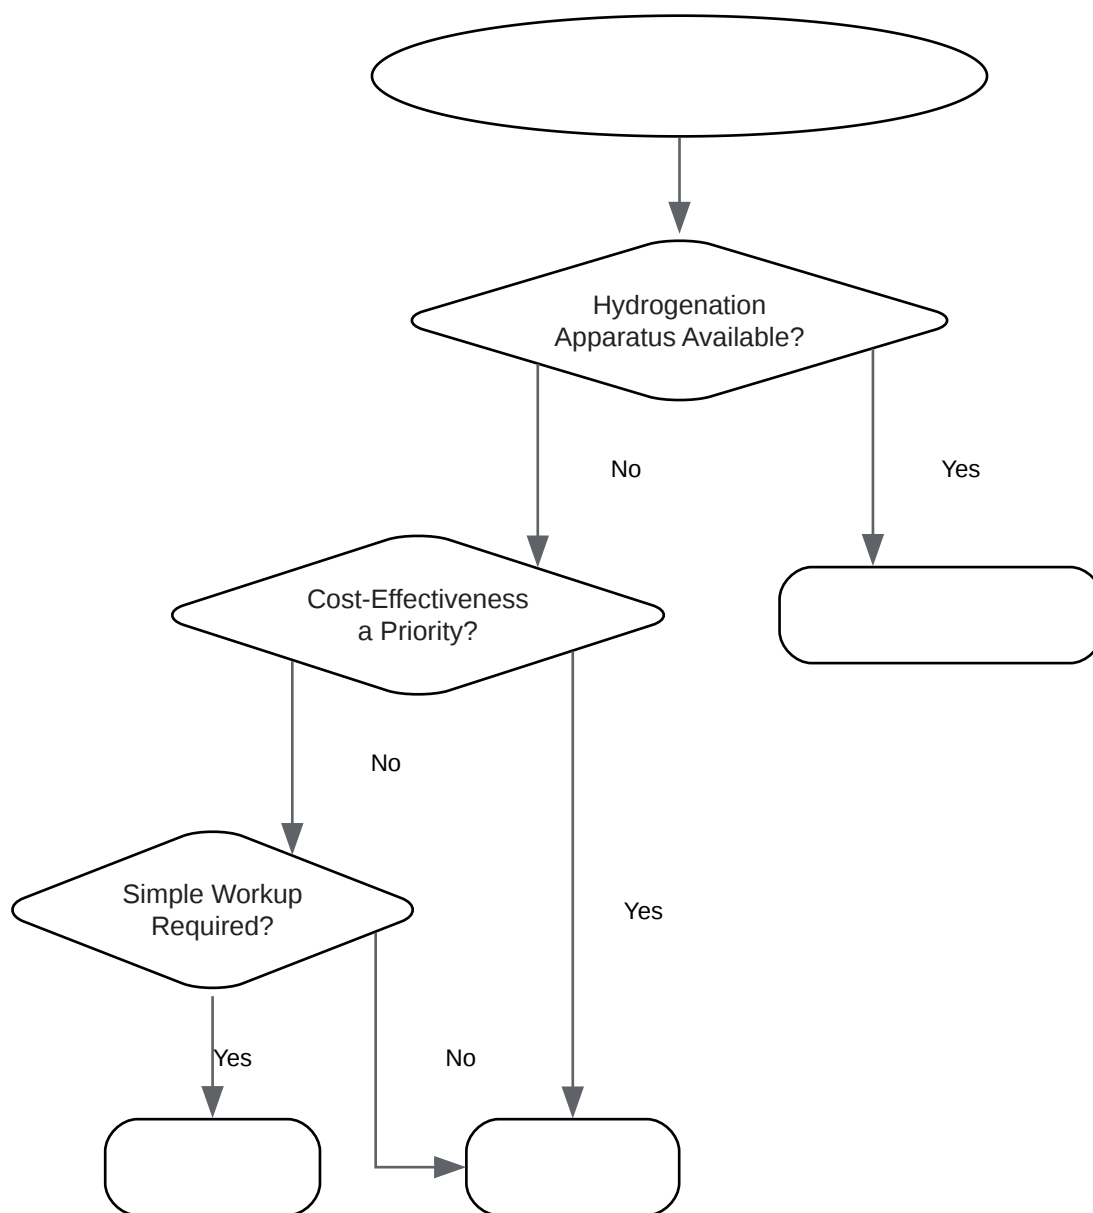 Hydrogenation
Apparatus Available?
No
Yes
Cost-Effectiveness
a Priority?
No
Simple Workup
Required?
Yes
Yes
No